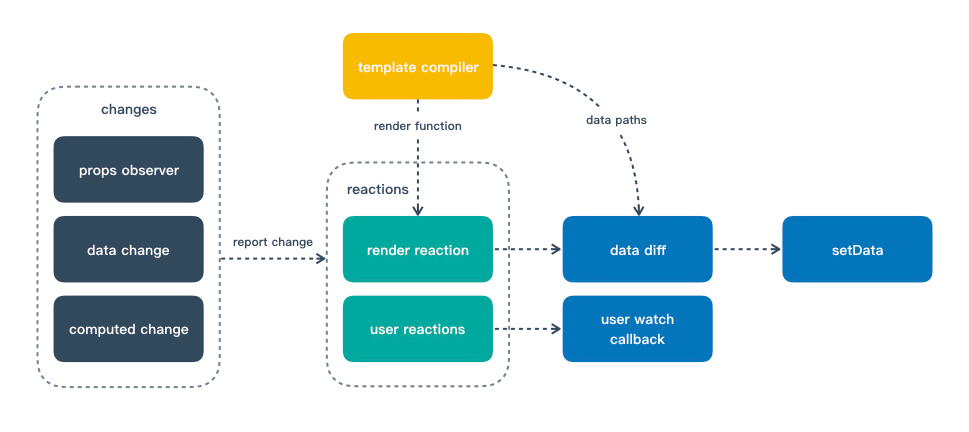 template compiler
changes
render function
data paths
props observer
reactions
data change
report change
render reaction
data diff
setData
computed change
user reactions
user watch
callback